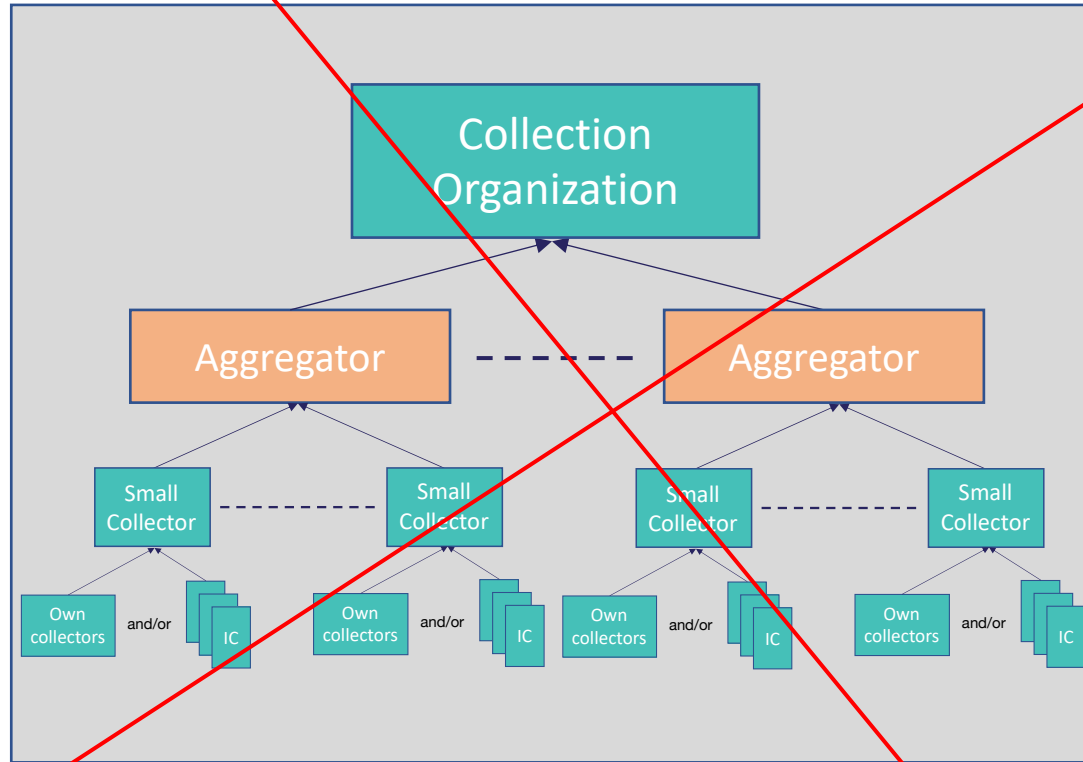 Collection
Organization
Aggregator
Aggregator
Small
Collector
Small
Collector
Small
Collector
Small
Collector
Own
collectors
and/or
IC
Own
collectors
and/or
IC
Own
collectors
and/or
IC
Own
collectors
and/or
IC